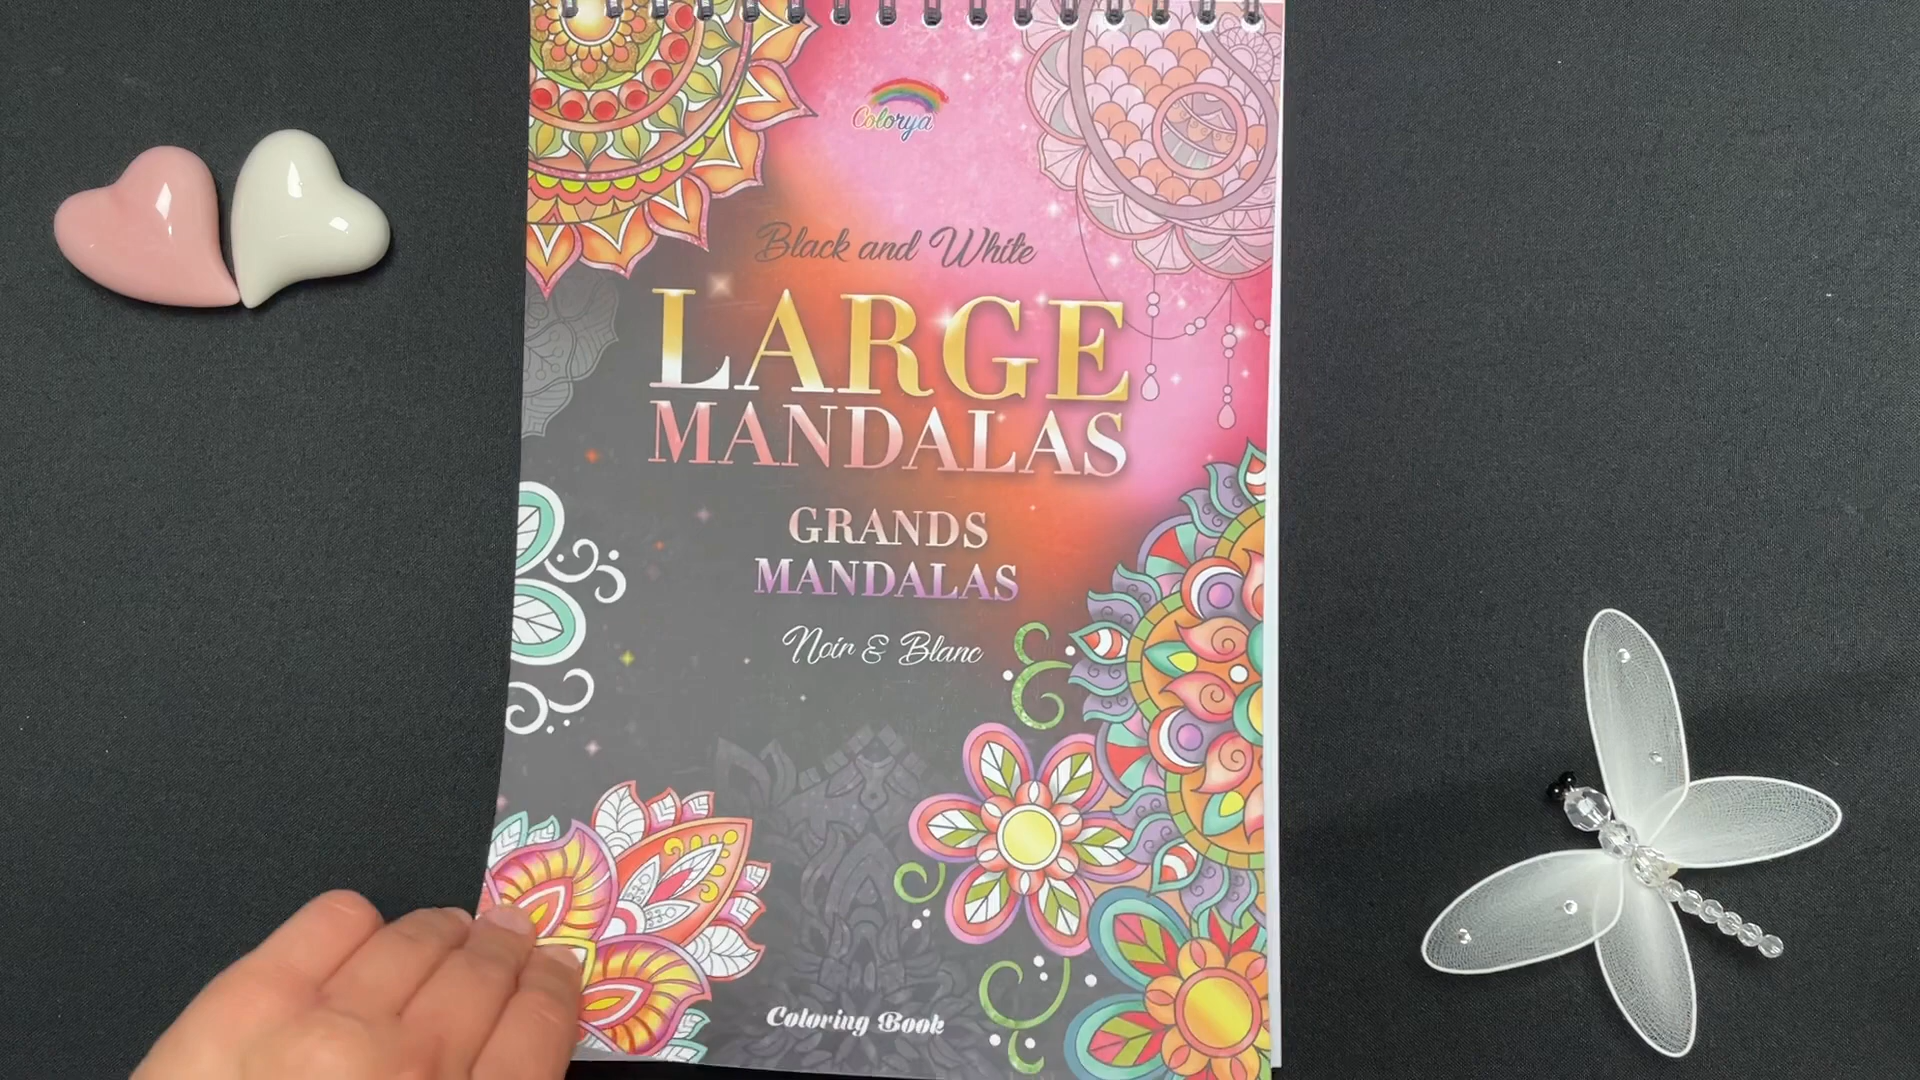 Colorya
Black and White
LARGE
MANDALAS
GRANDS
MANDALAS
Noir & Blanc
Coloring Book